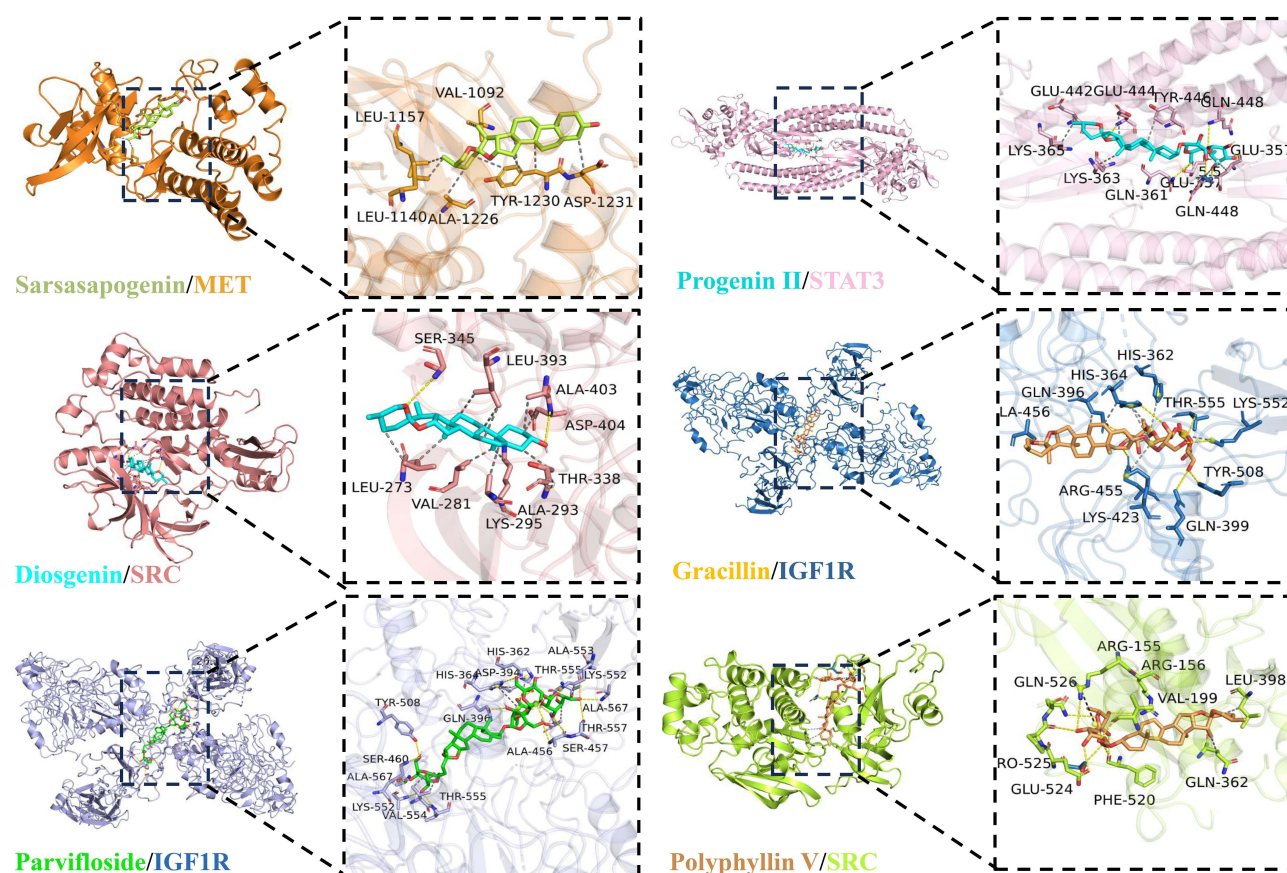 VAL-1092
LEU-1157
LEU-1140
ALA-1226
TYR-1230
ASP-1231
Sarsasapogenin/MET
GLU-442
GLU-444
TYR-446
GLN-448
LYS-365
GLU-357
LYS-363
GLN-361
GLN-448
Progenin II/STAT3
SER-345
LEU-393
ALA-403
ASP-404
LEU-273
VAL-281
THR-338
ALA-293
LYS-295
Diosgenin/SRC
HIS-362
HIS-364
GLN-396
THR-555
LYS-552
LA-456
TYR-508
ARG-455
LYS-423
GLN-399
Gracillin/IGF1R
HIS-362
ALA-553
ASP-394
THR-555
LYS-552
HIS-364
TYR-508
ALA-567
GLN-396
THR-557
ALA-456
SER-457
SER-460
ALA-567
LYS-552
THR-555
VAL-554
Parvifloside/IGF1R
ARG-155
ARG-156
GLN-526
LEU-398
VAL-199
RO-525
GLU-524
GLN-362
PHE-520
Polyphyllin V/SRC